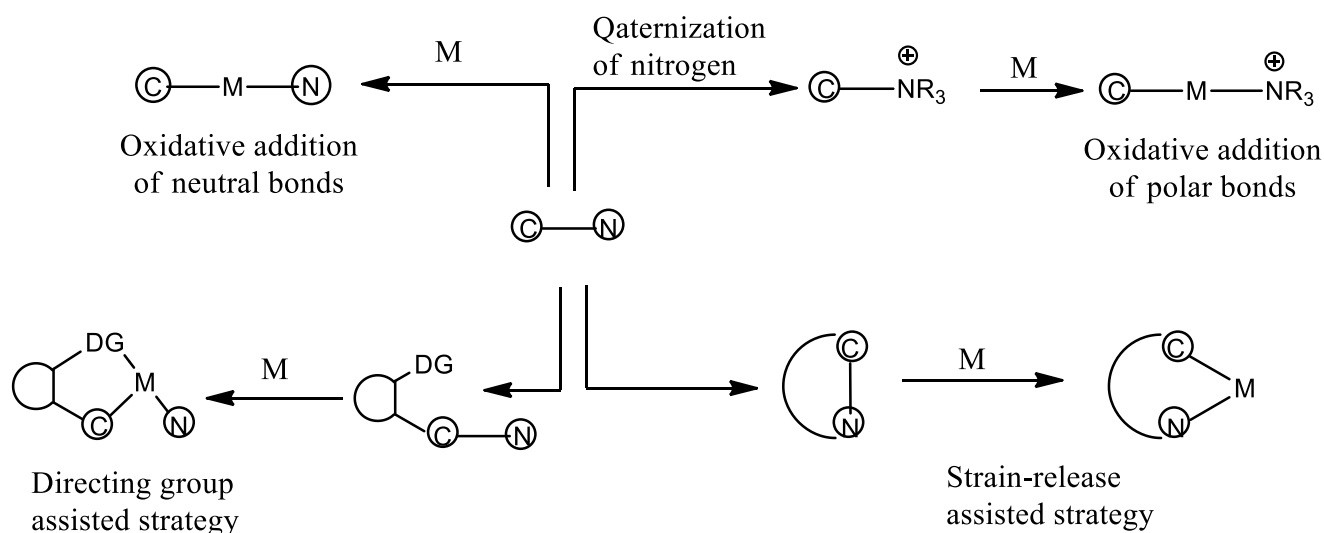 Qaternization
of nitrogen
M
C M N
⊕
C NR3
M
⊕
C M NR3
Oxidative addition
of neutral bonds
Oxidative addition
of polar bonds
C N
DG
M
C N
M
DG
C N
C
N
M
C
M
N
Directing group
assisted strategy
Strain-release
assisted strategy